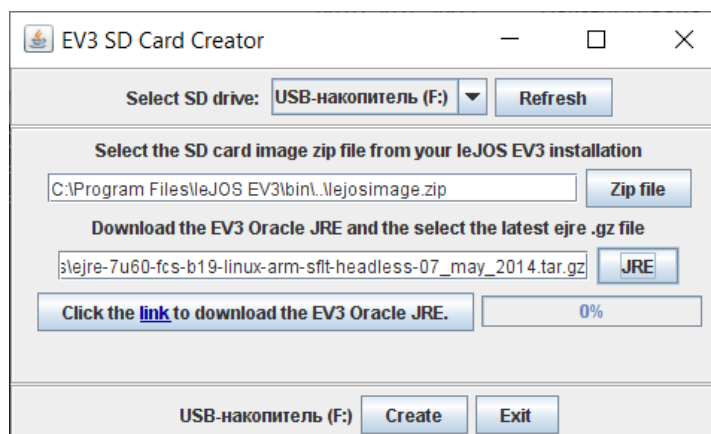 EV3 SD Card Creator
Select SD drive: USB-накопитель (F:) Refresh
Select the SD card image zip file from your leJOS EV3 installation
C:\Program Files\leJOS EV3\bin\..\lejosimage.zip Zip file
Download the EV3 Oracle JRE and the select the latest ejre .gz file
s\ejre-7u60-fcs-b19-linux-arm-sflt-headless-07_may_2014.tar.gz JRE
Click the link to download the EV3 Oracle JRE. 0%
USB-накопитель (F:) Create Exit